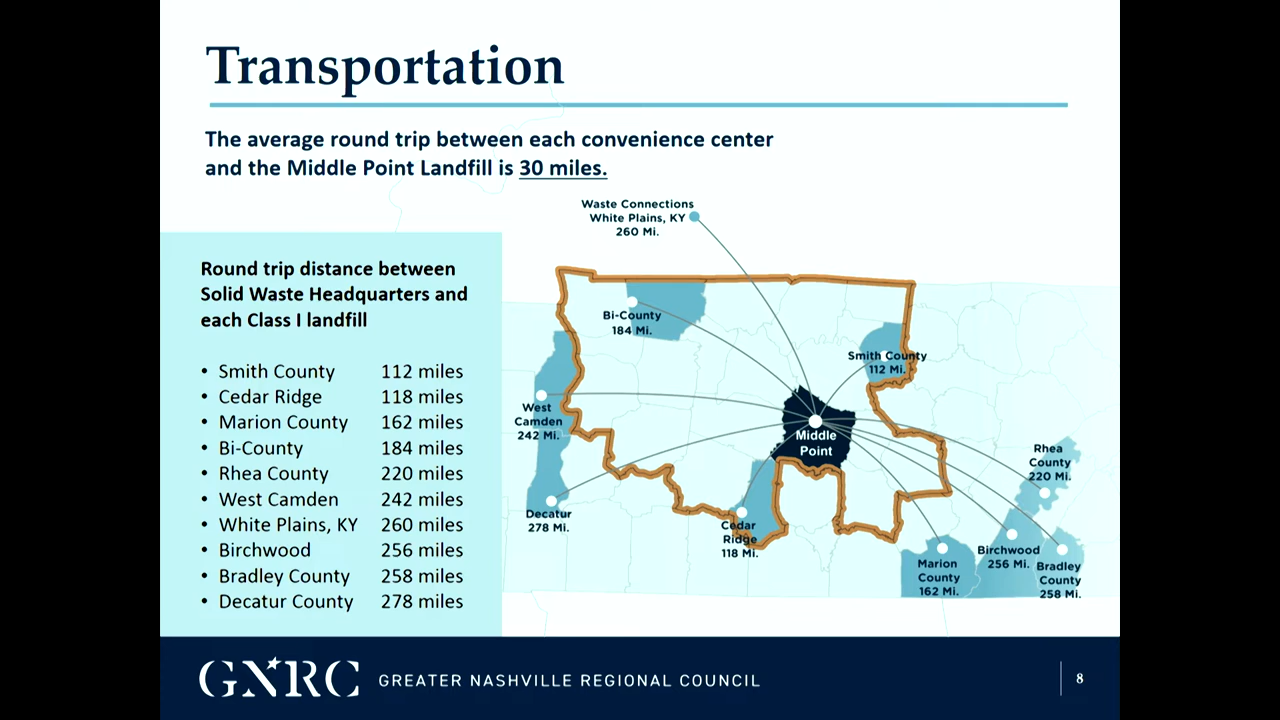 Transportation
The average round trip between each convenience center
and the Middle Point Landfill is 30 miles.
Waste Connections
White Plains, KY
260 Mi.
Round trip distance between
Solid Waste Headquarters and
each Class I landfill
• Smith County 112 miles
• Cedar Ridge 118 miles
• Marion County 162 miles
• Bi-County 184 miles
• Rhea County 220 miles
• West Camden 242 miles
• White Plains, KY 260 miles
• Birchwood 256 miles
• Bradley County 258 miles
• Decatur County 278 miles
Bi-County
184 Mi.
Smith County
112 Mi.
West
Camden
242 Mi.
Middle
Point
Rhea
County
220 Mi.
Decatur
278 Mi.
Cedar
Ridge
118 Mi.
Marion
County
162 Mi.
Birchwood
256 Mi.
Bradley
County
258 Mi.
GNRC GREATER NASHVILLE REGIONAL COUNCIL
8